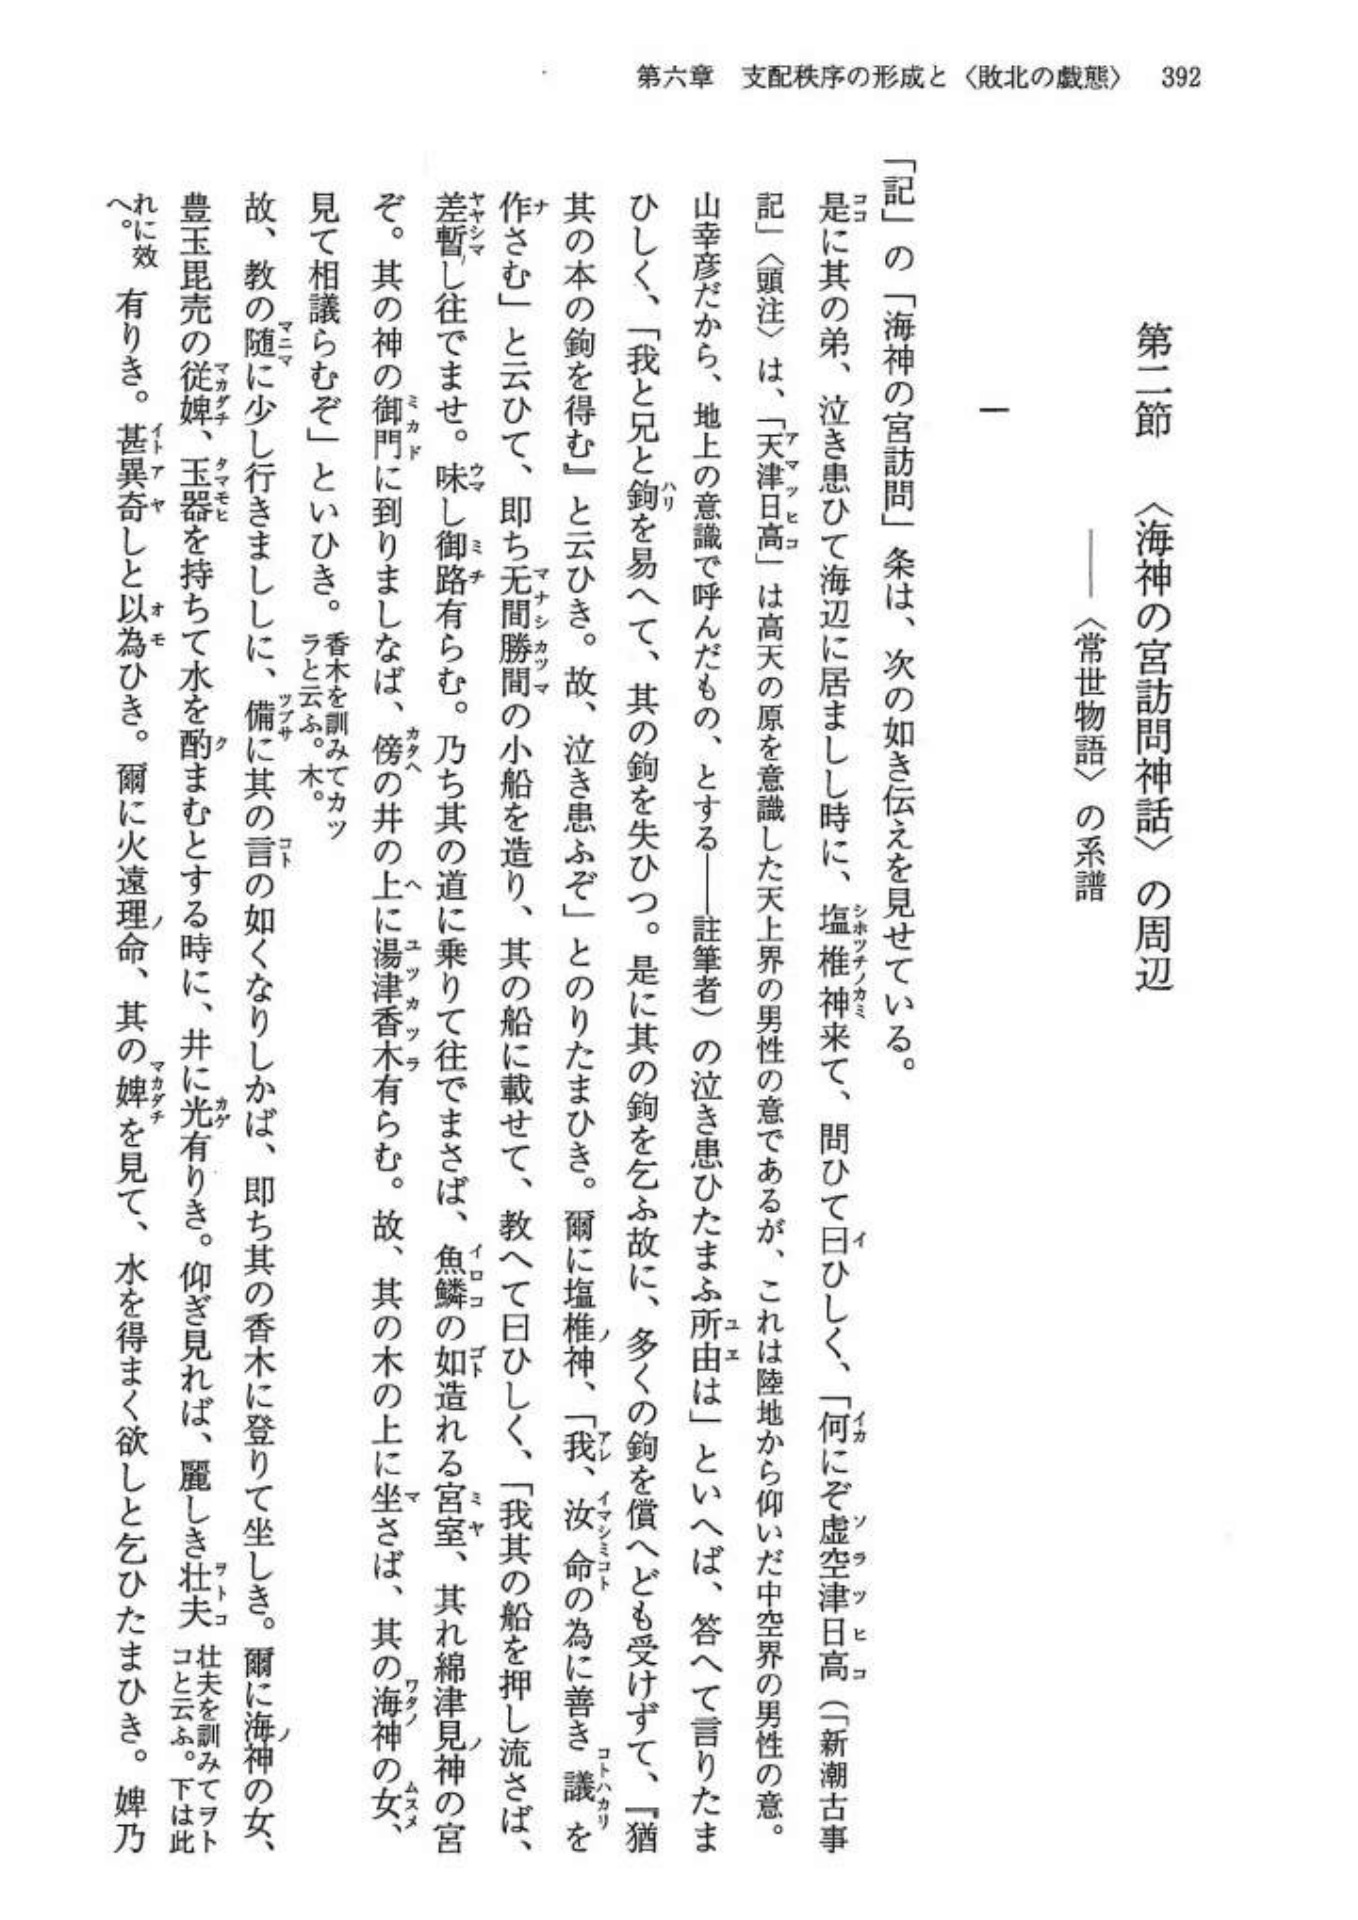 第六章 支配秩序の形成と〈敗北の戯態〉 392
第二節 〈海神の宮訪問神話〉の周辺
――〈常世物語〉の系譜
一
「記」の「海神の宮訪問」条は、次の如き伝えを見せている。
是に其の弟、泣き患ひて海辺に居ましし時に、塩椎神来て、問ひて曰ひしく、「何にぞ虚空津日高（「新潮古事
記」〈頭注〉は、「天津日高」は高天の原を意識した天上界の男性の意であるが、これは陸地から仰いだ中空界の男性の意。
山幸彦だから、地上の意識で呼んだもの、とする――註筆者）の泣き患ひたまふ所由は」といへば、答へて言りたま
ひしく、「我と兄と鉤を易へて、其の鉤を失ひつ。是に其の鉤を乞ふ故に、多くの鉤を償へども受けずて、『猶
其の本の鉤を得む』と云ひき。故、泣き患ふぞ」とのりたまひき。爾に塩椎神、「我、汝命の為に善き議を
作さむ」と云ひて、即ち无間勝間の小船を造り、其の船に載せて、教へて曰ひしく、「我其の船を押し流さば、
差暫し往でませ。味し御路有らむ。乃ち其の道に乗りて往でまさば、魚鱗の如造れる宮室、其れ綿津見神の宮
ぞ。其の神の御門に到りましなば、傍の井の上に湯津香木有らむ。故、其の木の上に坐さば、其の海神の女、
見て相議らむぞ」といひき。香木を訓みてカツラと云ふ。木。
故、教の随に少し行きましに、備に其の言の如くなりしかば、即ち其の香木に登りて坐しき。爾に海神の女、
豊玉毘売の従婢、玉器を持ちて水を酌まむとする時に、井に光有りき。仰ぎ見れば、麗しき壮夫 壮夫を訓みてヲトコと云ふ。下は此
れに效へ。 有りき。甚異奇しと以為ひき。爾に火遠理命、其の婢を見て、水を得まく欲しと乞ひたまひき。婢乃